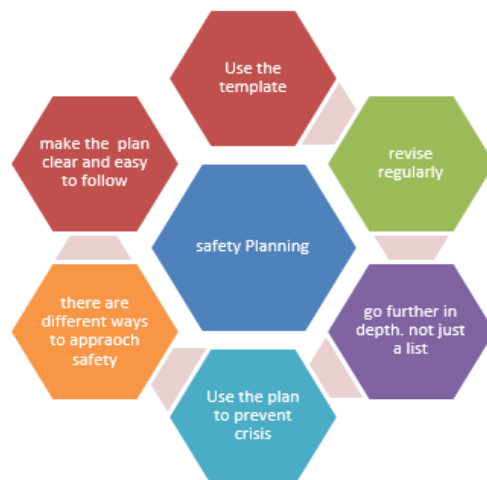 Use the
template
revise
regularly
go further in
depth. not just
a list
Use the plan
to prevent
crisis
there are
different ways
to appraoch
safety
make the  plan
clear and easy
to follow
safety Planning